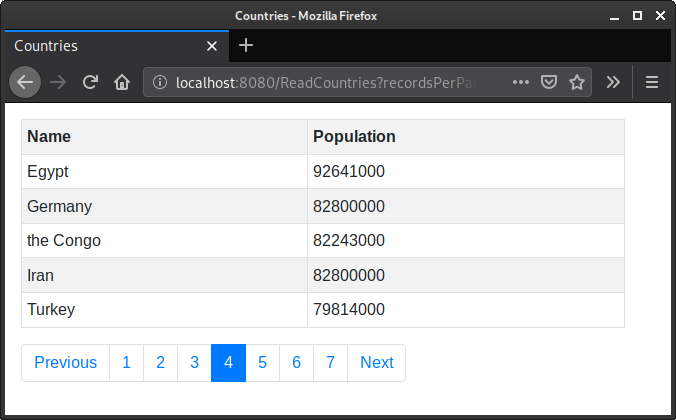 Countries - Mozilla Firefox
Countries
localhost:8080/ReadCountries?recordsPerPa
Name Population
Egypt 92641000
Germany 82800000
the Congo 82243000
Iran 82800000
Turkey 79814000
Previous 1 2 3 4 5 6 7 Next